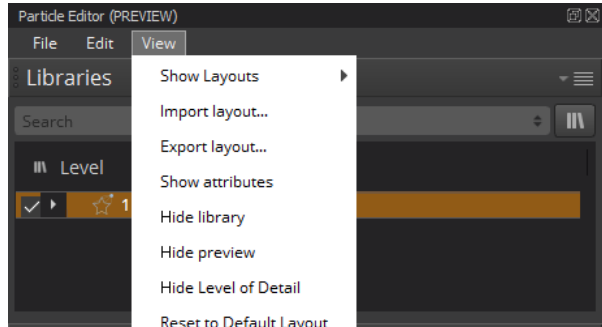 Particle Editor (PREVIEW)
File Edit View
Libraries
Show Layouts
Search
Import layout...
Export layout...
Level
Show attributes
1
Hide library
Hide preview
Hide Level of Detail
Reset to Default Layout